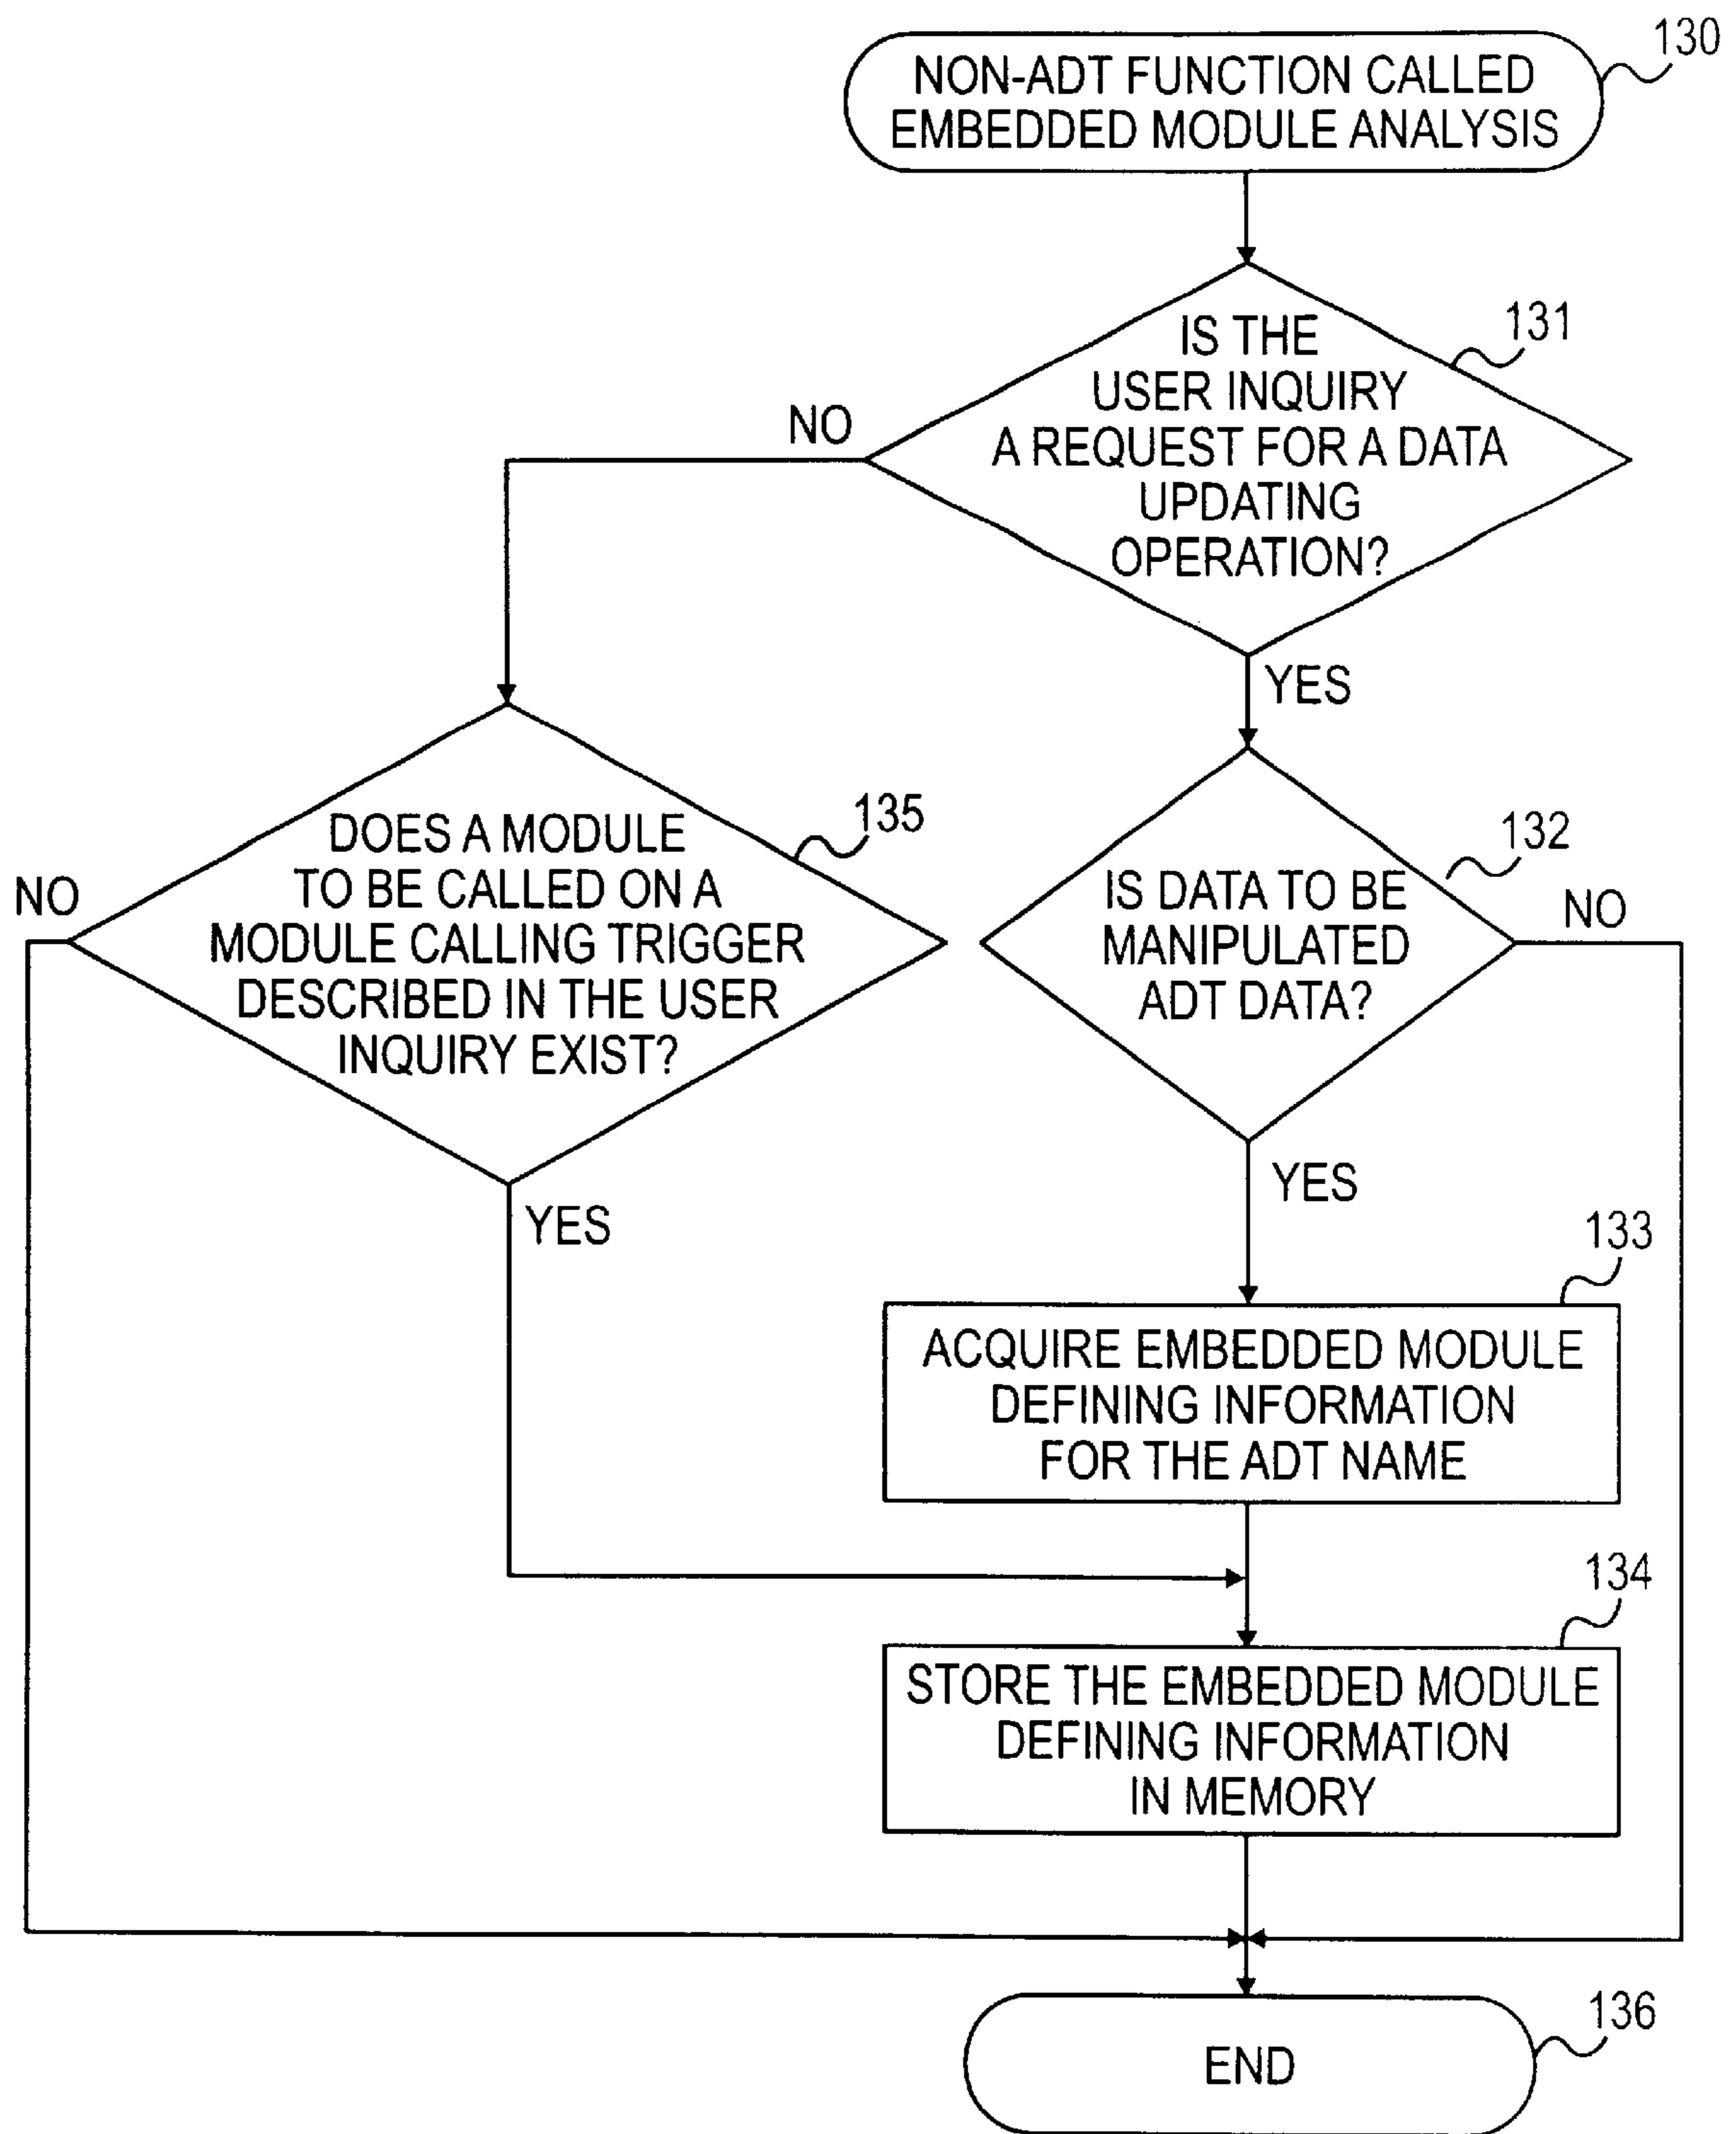 130
NON-ADT FUNCTION CALLED
EMBEDDED MODULE ANALYSIS
131
IS THE
USER INQUIRY
A REQUEST FOR A DATA
UPDATING
OPERATION?
NO
YES
135
DOES A MODULE
TO BE CALLED ON A
MODULE CALLING TRIGGER
DESCRIBED IN THE USER
INQUIRY EXIST?
NO
YES
132
IS DATA TO BE
MANIPULATED
ADT DATA?
NO
YES
133
ACQUIRE EMBEDDED MODULE
DEFINING INFORMATION
FOR THE ADT NAME
134
STORE THE EMBEDDED MODULE
DEFINING INFORMATION
IN MEMORY
136
END